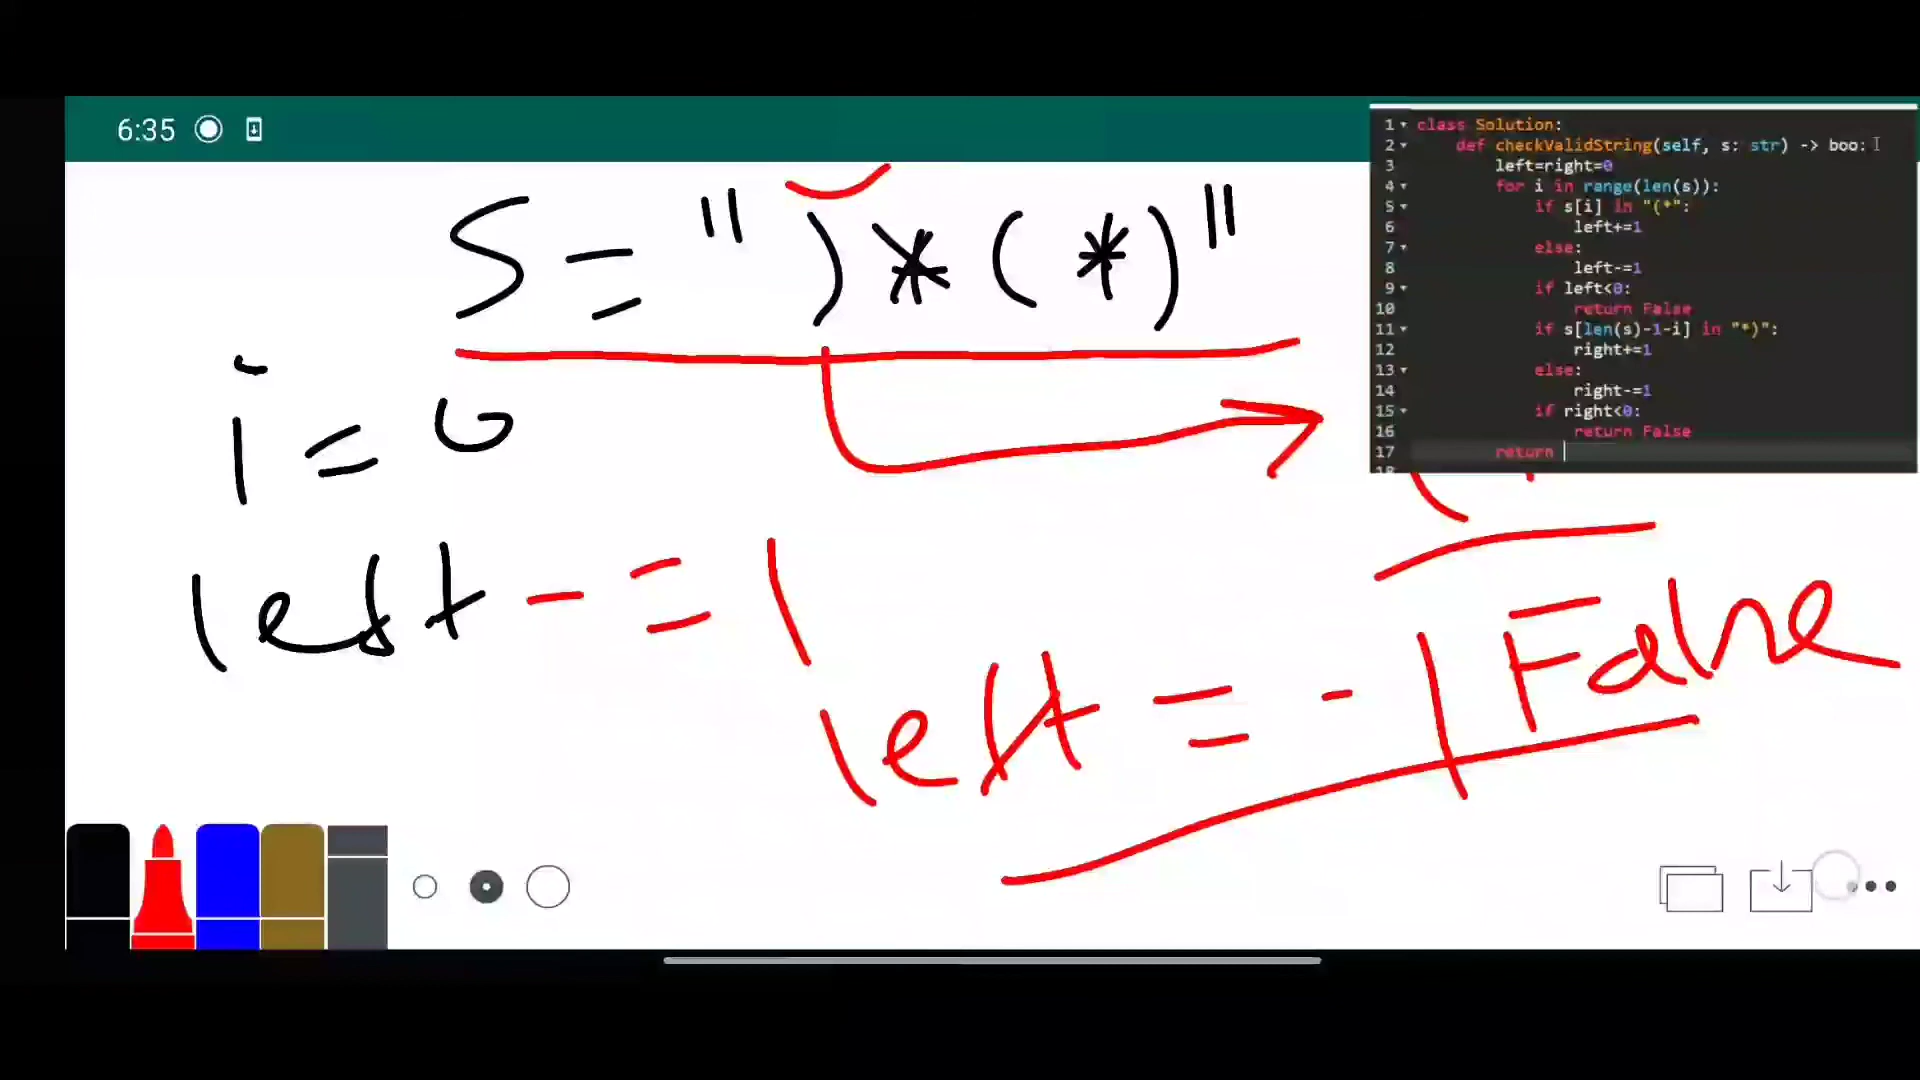 6:35
S = ")*(*)"
i = 0
left -= 1
left = -1 False
1 class Solution:
2 def checkValidString(self, s: str) -> boo:
3 left=right=0
4 for i in range(len(s)):
5 if s[i] in "(*":
6 left+=1
7 else:
8 left-=1
9 if left<0:
10 return False
11 if s[len(s)-1-i] in "*)":
12 right+=1
13 else:
14 right-=1
15 if right<0:
16 return False
17 return
18